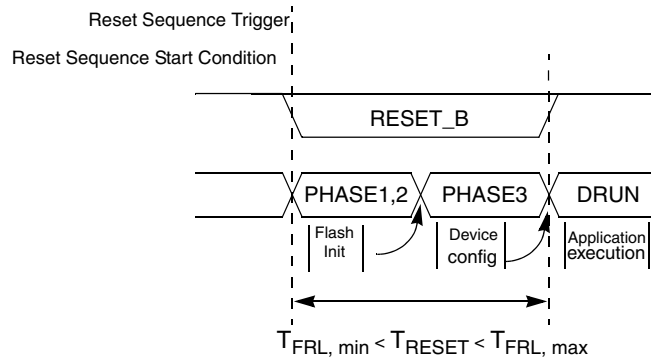 Reset Sequence Trigger
Reset Sequence Start Condition
RESET_B
PHASE1,2 PHASE3 DRUN
Flash Device Application
Init config execution
TFRL, min < TRESET < TFRL, max